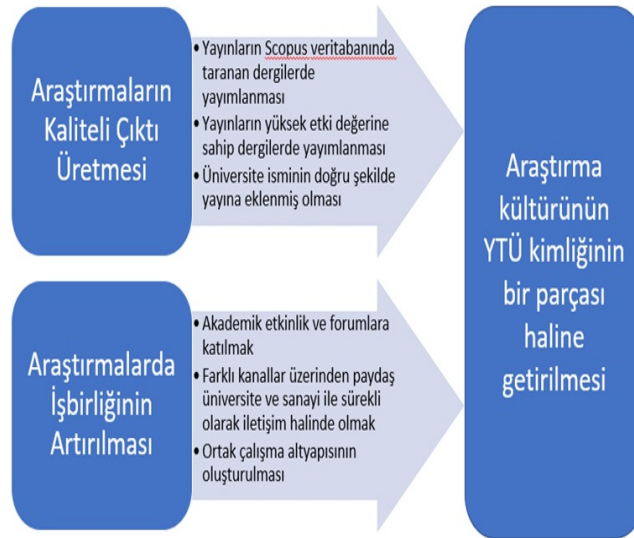 Araştırmaların
Kaliteli Çıktı
Üretmesi
• Yayınların Scopus veritabanında
taranan dergilerde
yayımlanması
• Yayınların yüksek etki değerine
sahip dergilerde yayımlanması
• Üniversite isminin doğru şekilde
yayına eklenmiş olması
Araştırmalarda
İşbirliğinin
Artırılması
• Akademik etkinlik ve forumlara
katılmak
• Farklı kanallar üzerinden paydaş
üniversite ve sanayi ile sürekli
olarak iletişim halinde olmak
• Ortak çalışma altyapısının
oluşturulması
Araştırma
kültürünün
YTÜ kimliğinin
bir parçası
haline
getirilmesi